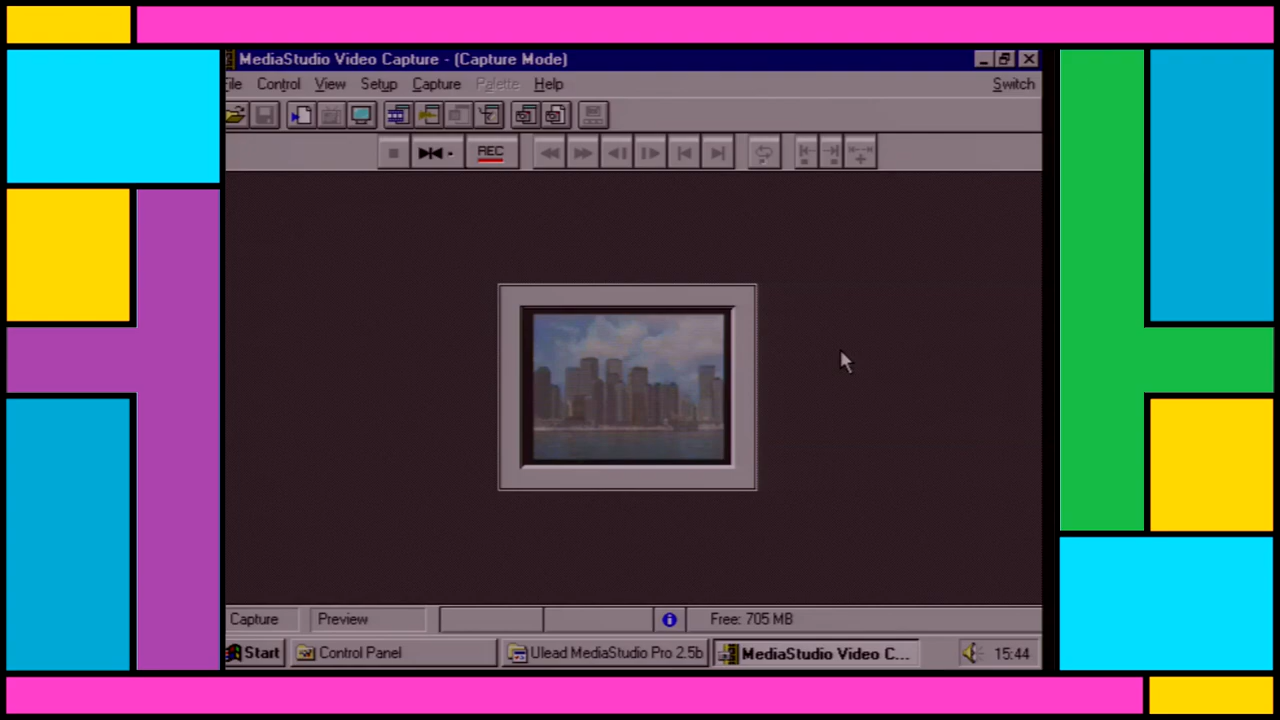 MediaStudio Video Capture - (Capture Mode)
File Control View Setup Capture Palette Help Switch
REC
Capture Preview Free: 705 MB
Start Control Panel Ulead MediaStudio Pro 2.5b MediaStudio Video C... 15:44